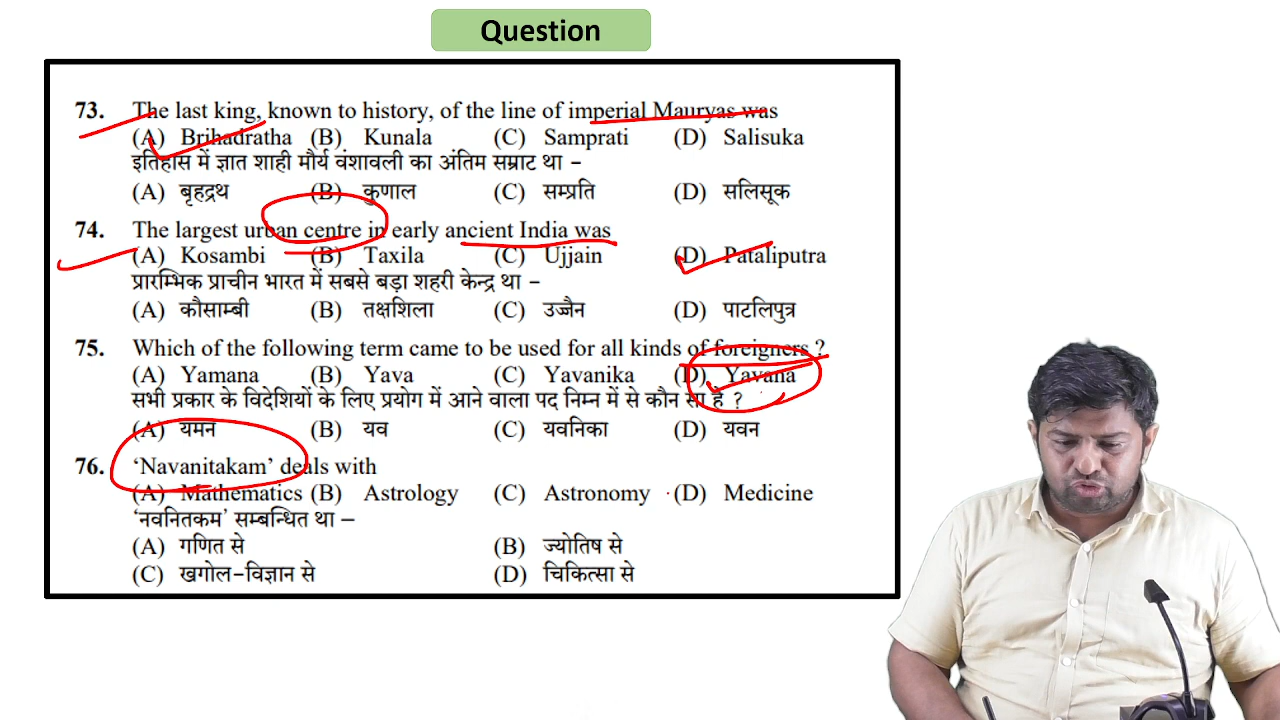 Question
73. The last king, known to history, of the line of imperial Mauryas was
(A) Brihadratha (B) Kunala (C) Samprati (D) Salisuka
इतिहास में ज्ञात शाही मौर्य वंशावली का अंतिम सम्राट था –
(A) बृहद्रथ (B) कुणाल (C) सम्प्रति (D) सलिसूक
74. The largest urban centre in early ancient India was
(A) Kosambi (B) Taxila (C) Ujjain (D) Pataliputra
प्रारम्भिक प्राचीन भारत में सबसे बड़ा शहरी केन्द्र था –
(A) कौसाम्बी (B) तक्षशिला (C) उज्जैन (D) पाटलिपुत्र
75. Which of the following term came to be used for all kinds of foreigners ?
(A) Yamana (B) Yava (C) Yavanika (D) Yavana
सभी प्रकार के विदेशियों के लिए प्रयोग में आने वाला पद निम्न में से कौन सा है ?
(A) यमन (B) यव (C) यवनिका (D) यवन
76. ‘Navanitakam’ deals with
(A) Mathematics (B) Astrology (C) Astronomy (D) Medicine
‘नवनितकम’ सम्बन्धित था –
(A) गणित से (B) ज्योतिष से
(C) खगोल-विज्ञान से (D) चिकित्सा से